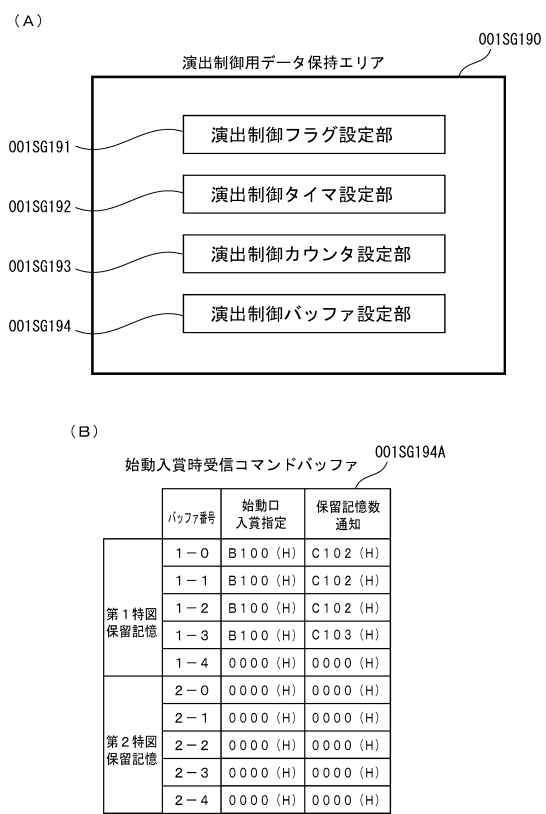 (A)
001SG190
演出制御用データ保持エリア
001SG191
演出制御フラグ設定部
001SG192
演出制御タイマ設定部
001SG193
演出制御カウンタ設定部
001SG194
演出制御バッファ設定部
(B)
001SG194A
始動入賞時受信コマンドバッファ
バッファ番号 始動口 入賞指定 保留記憶数 通知
第1特図 保留記憶
1-0 B100(H) C102(H)
1-1 B100(H) C102(H)
1-2 B100(H) C102(H)
1-3 B100(H) C103(H)
1-4 0000(H) 0000(H)
第2特図 保留記憶
2-0 0000(H) 0000(H)
2-1 0000(H) 0000(H)
2-2 0000(H) 0000(H)
2-3 0000(H) 0000(H)
2-4 0000(H) 0000(H)